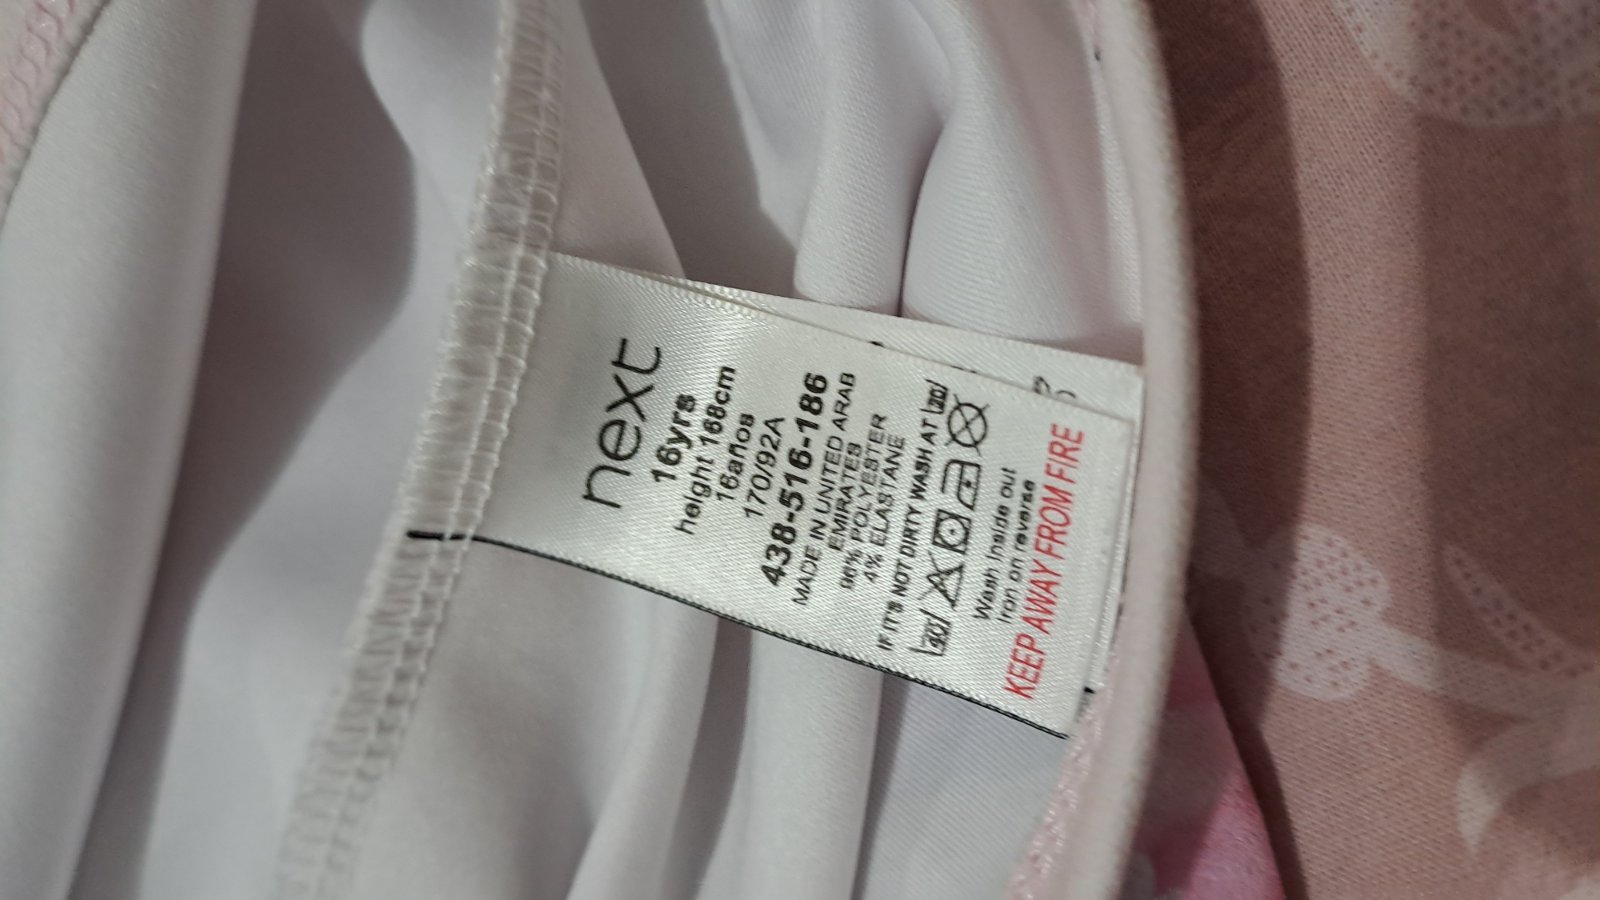 next
16yrs
height 168cm
16años
170/92A
438-516-186
MADE IN UNITED ARAB
EMIRATES
96% POLYESTER
4% ELASTANE
IF IT'S NOT DIRTY WASH AT 20
30
Wash inside out
Iron on reverse
KEEP AWAY FROM FIRE